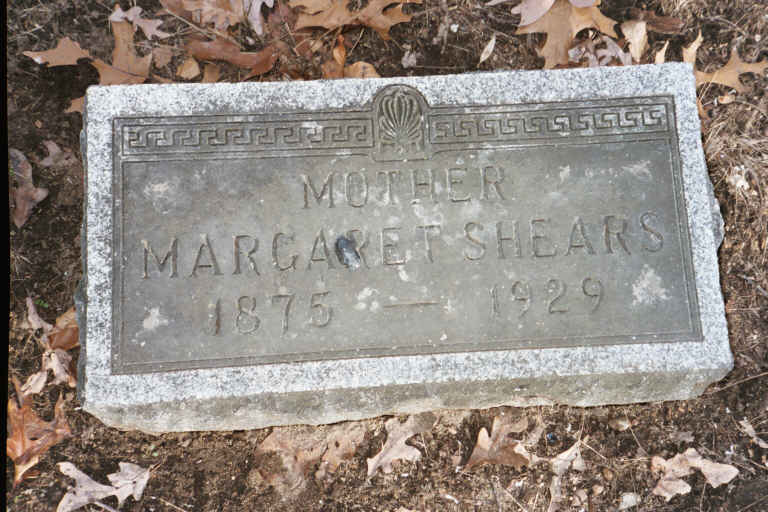 MOTHER
MARGARET SHEARS
1875 — 1929